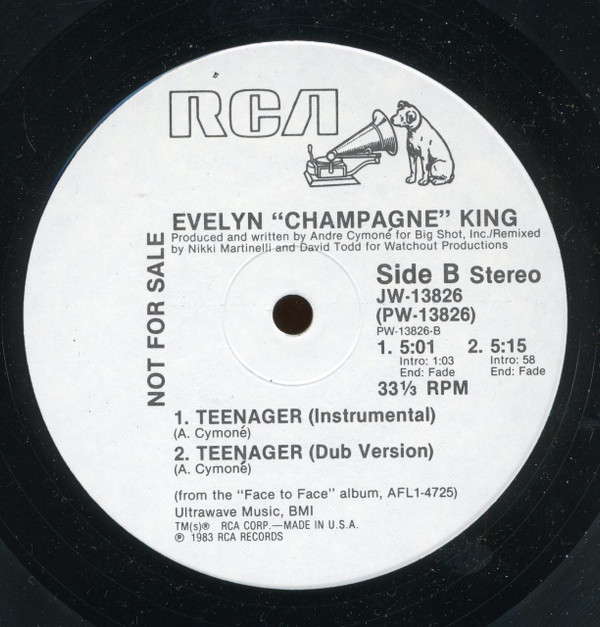 RCA
EVELYN "CHAMPAGNE" KING
Produced and written by Andre Cymoné for Big Shot, Inc./Remixed
by Nikki Martinelli and David Todd for Watchout Productions
NOT FOR SALE
Side B Stereo
JW-13826
(PW-13826)
PW-13826-B
1. 5:01 2. 5:15
Intro: 1:03 Intro: 58
End: Fade End: Fade
33⅓ RPM
1. TEENAGER (Instrumental)
(A. Cymoné)
2. TEENAGER (Dub Version)
(A. Cymoné)
(from the "Face to Face" album, AFL1-4725)
Ultrawave Music, BMI
TM(s)® RCA CORP.—MADE IN U.S.A.
℗ 1983 RCA RECORDS